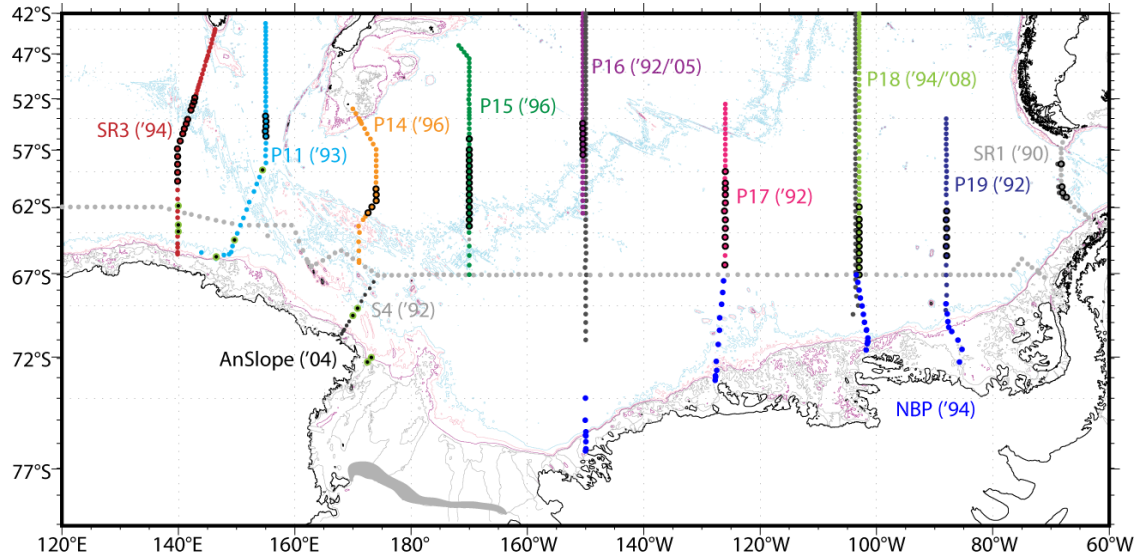 42°S
47°S
52°S
57°S
62°S
67°S
72°S
77°S
SR3 ('94)
P11 ('93)
P14 ('96)
P15 ('96)
P16 ('92/'05)
P17 ('92)
P18 ('94/'08)
P19 ('92)
SR1 ('90)
S4 ('92)
AnSlope ('04)
NBP ('94)
120°E 140°E 160°E 180°W 160°W 140°W 120°W 100°W 80°W 60°W